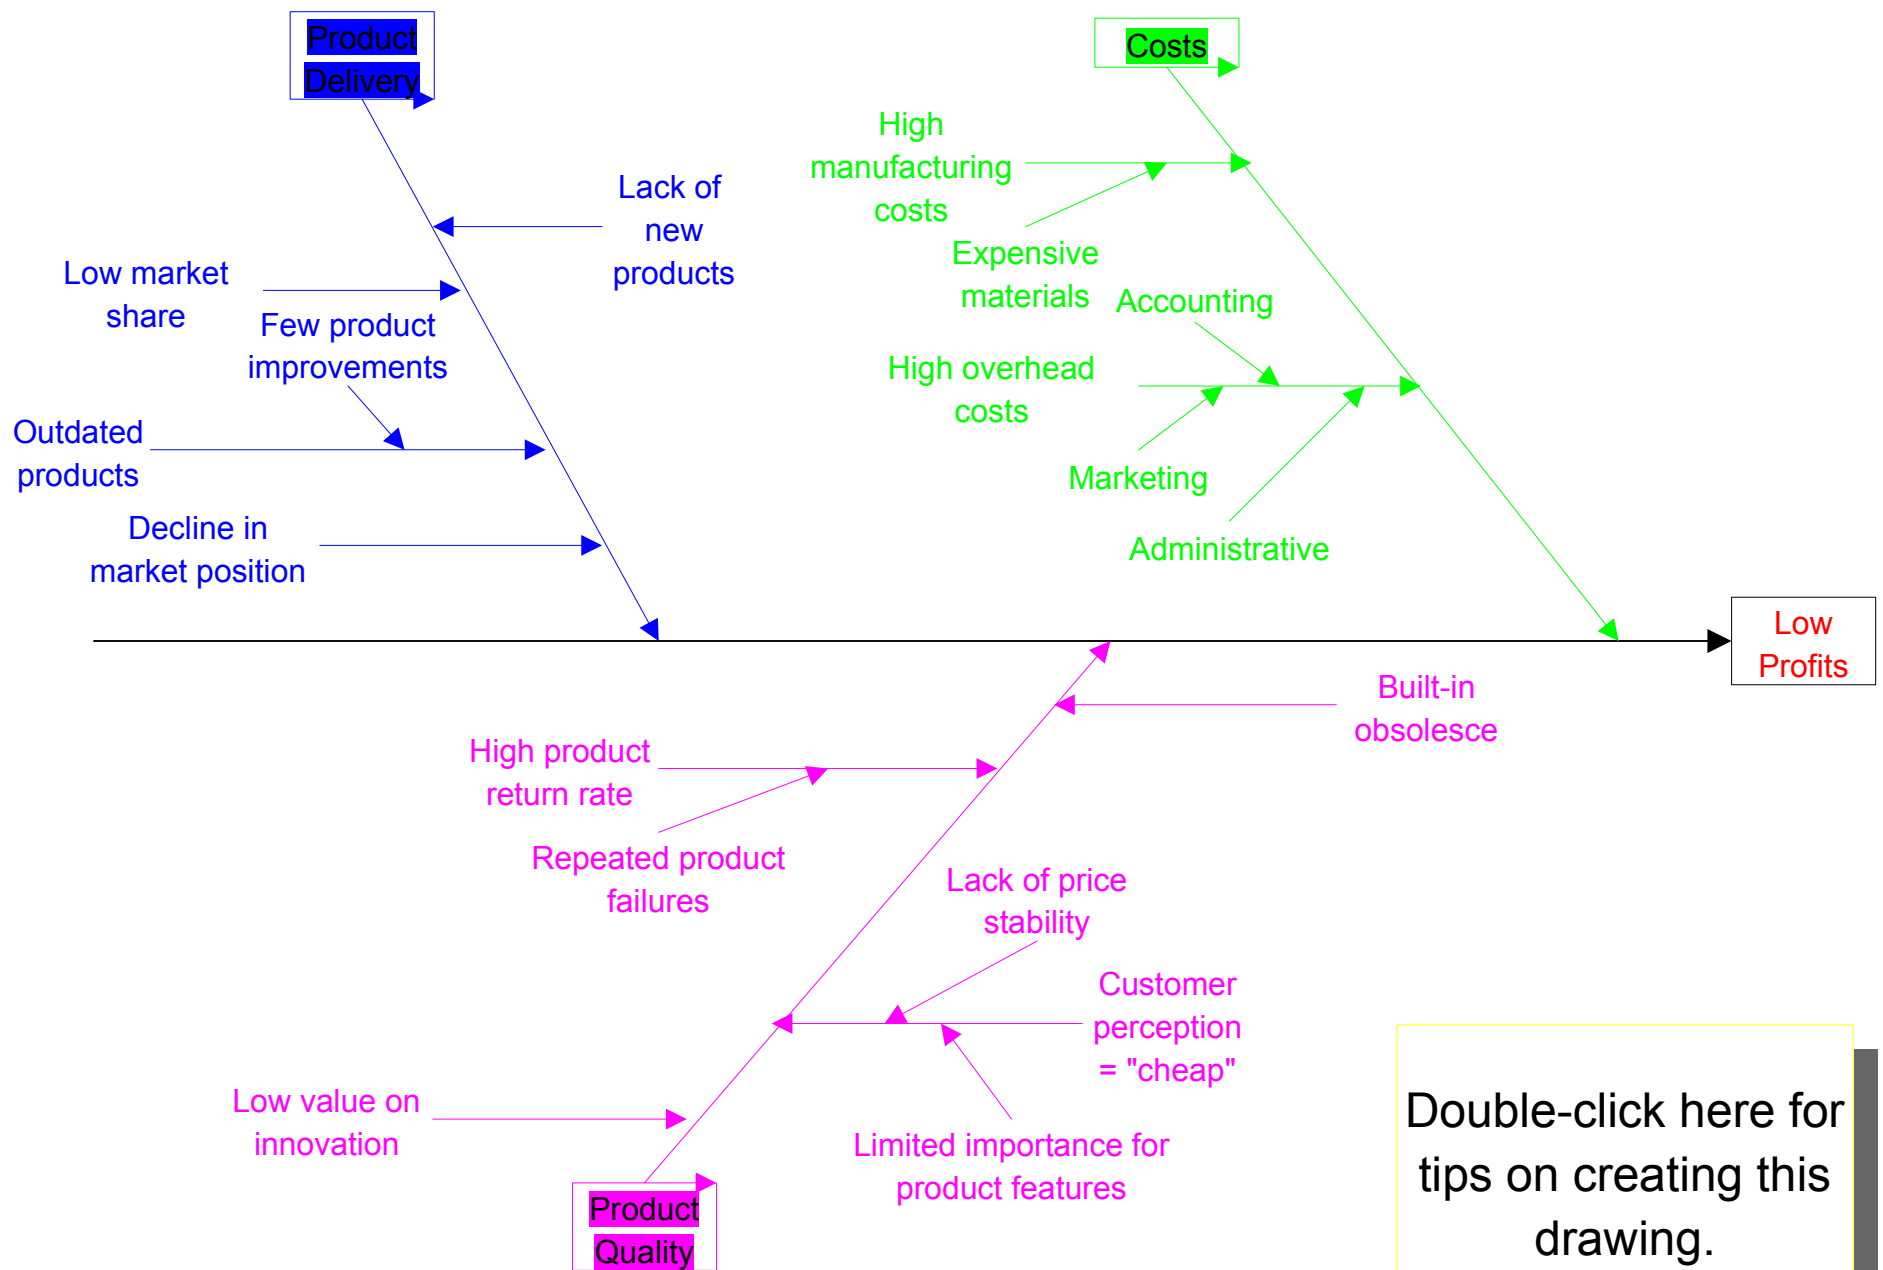 Product
Delivery
Costs
High
manufacturing
costs
Lack of
new
products
Expensive
materials
Low market
share
Accounting
Few product
improvements
High overhead
costs
Outdated
products
Marketing
Decline in
market position
Administrative
Low
Profits
Built-in
obsolesce
High product
return rate
Repeated product
failures
Lack of price
stability
Customer
perception
= "cheap"
Low value on
innovation
Limited importance for
product features
Product
Quality
Double-click here for
tips on creating this
drawing.